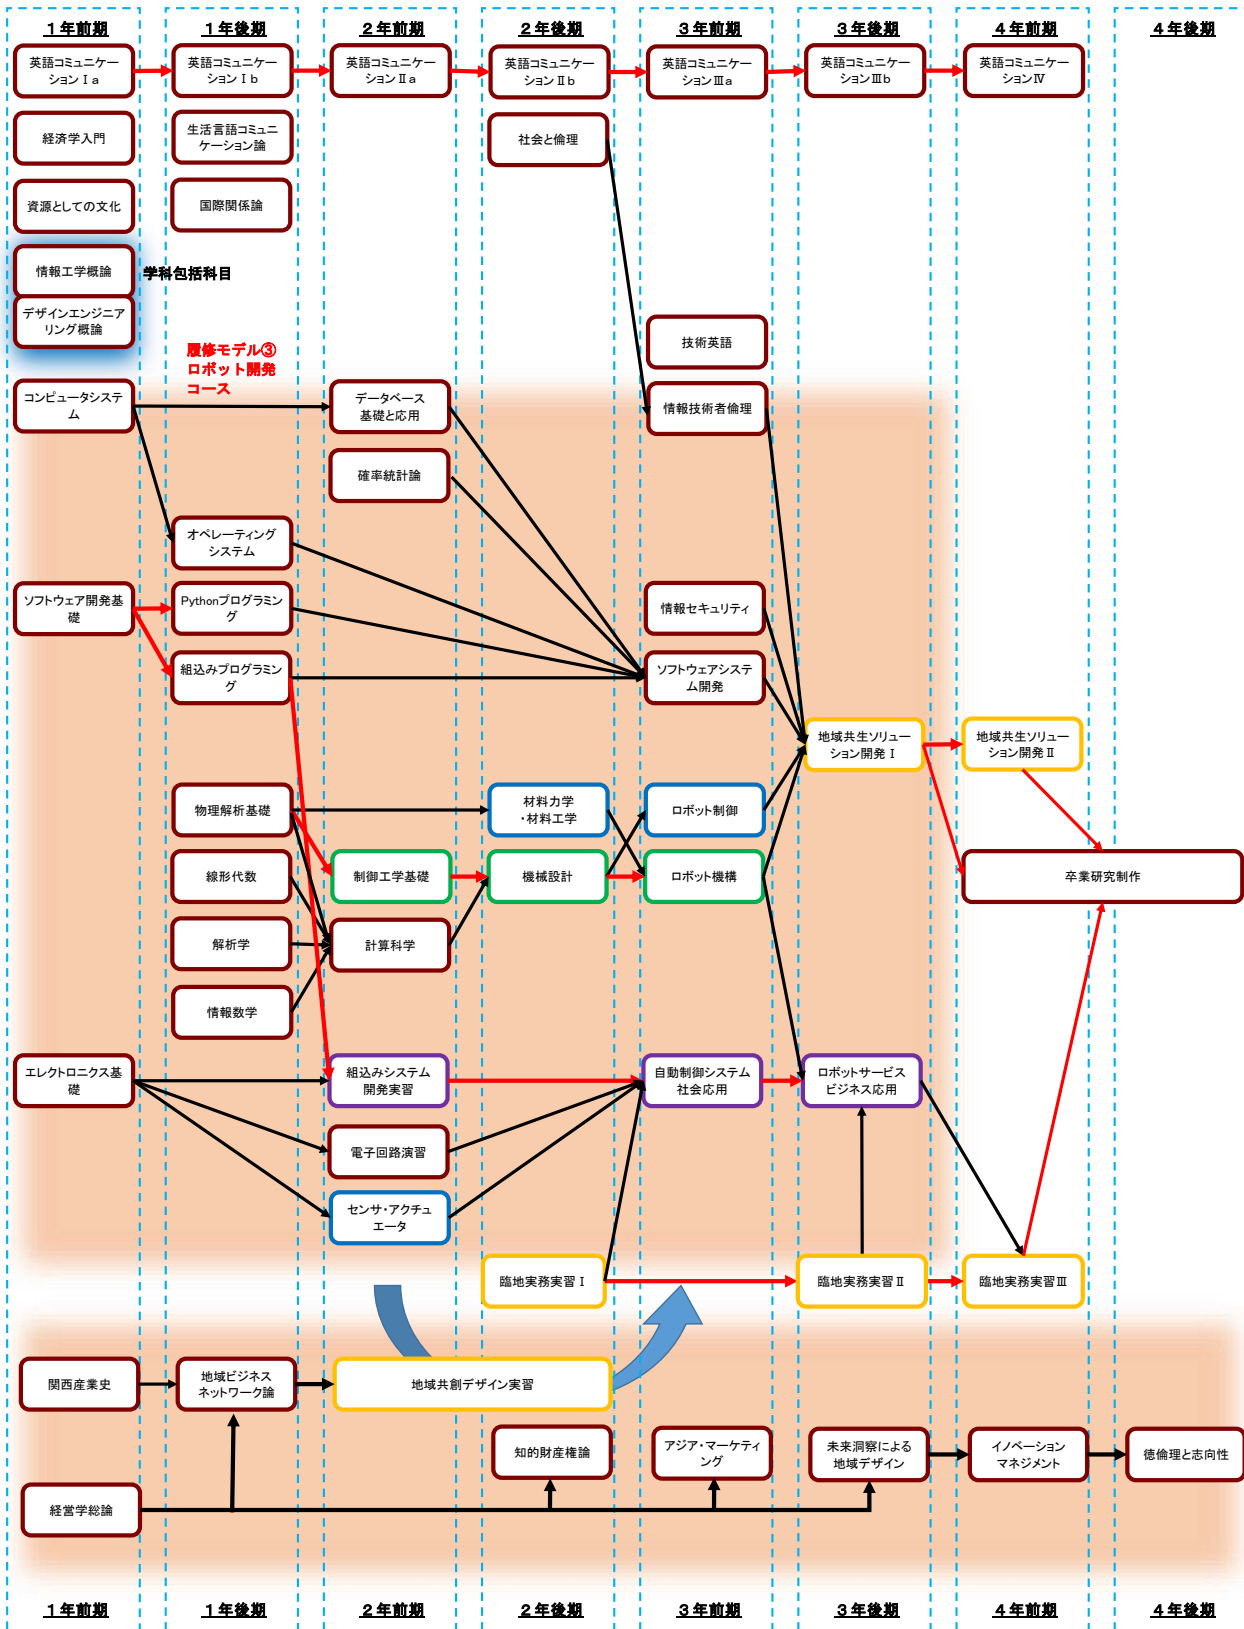 １年前期
１年後期
２年前期
２年後期
３年前期
３年後期
４年前期
４年後期
英語コミュニケー
ションⅠa
英語コミュニケー
ションⅠb
英語コミュニケー
ションⅡa
英語コミュニケー
ションⅡb
英語コミュニケー
ションⅢa
英語コミュニケー
ションⅢb
英語コミュニケー
ションⅣ
経済学入門
生活言語コミュニ
ケーション論
社会と倫理
資源としての文化
国際関係論
情報工学概論
学科包括科目
デザインエンジニア
リング概論
技術英語
履修モデル③
ロボット開発
コース
コンピュータシステ
ム
データベース
基礎と応用
情報技術者倫理
確率統計論
オペレーティング
システム
ソフトウェア開発基
礎
Pythonプログラミン
グ
情報セキュリティ
組込みプログラミン
グ
ソフトウェアシステ
ム開発
地域共生ソリュー
ション開発Ⅰ
地域共生ソリュー
ション開発Ⅱ
物理解析基礎
材料力学
・材料工学
ロボット制御
線形代数
制御工学基礎
機械設計
ロボット機構
卒業研究制作
解析学
計算科学
情報数学
エレクトロニクス基
礎
組込みシステム
開発実習
自動制御システム
社会応用
ロボットサービス
ビジネス応用
電子回路演習
センサ・アクチュ
エータ
臨地実務実習Ⅰ
臨地実務実習Ⅱ
臨地実務実習Ⅲ
関西産業史
地域ビジネス
ネットワーク論
地域共創デザイン実習
知的財産権論
アジア・マーケティ
ング
未来洞察による
地域デザイン
イノベーション
マネジメント
徳倫理と志向性
経営学総論
１年前期
１年後期
２年前期
２年後期
３年前期
３年後期
４年前期
４年後期